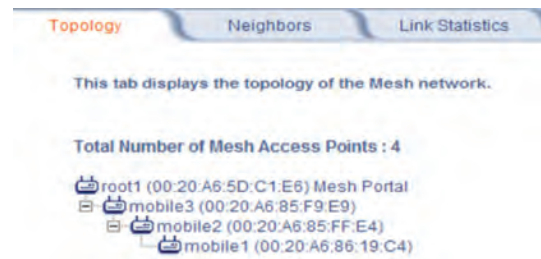 Topology Neighbors Link Statistics
This tab displays the topology of the Mesh network.
Total Number of Mesh Access Points : 4
root1 (00:20:A6:5D:C1:E6) Mesh Portal
mobile3 (00:20:A6:85:F9:E9)
mobile2 (00:20:A6:85:FF:E4)
mobile1 (00:20:A6:86:19:C4)